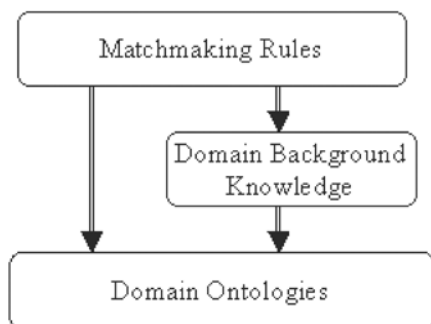 Matchmaking Rules
Domain Background
Knowledge
Domain Ontologies